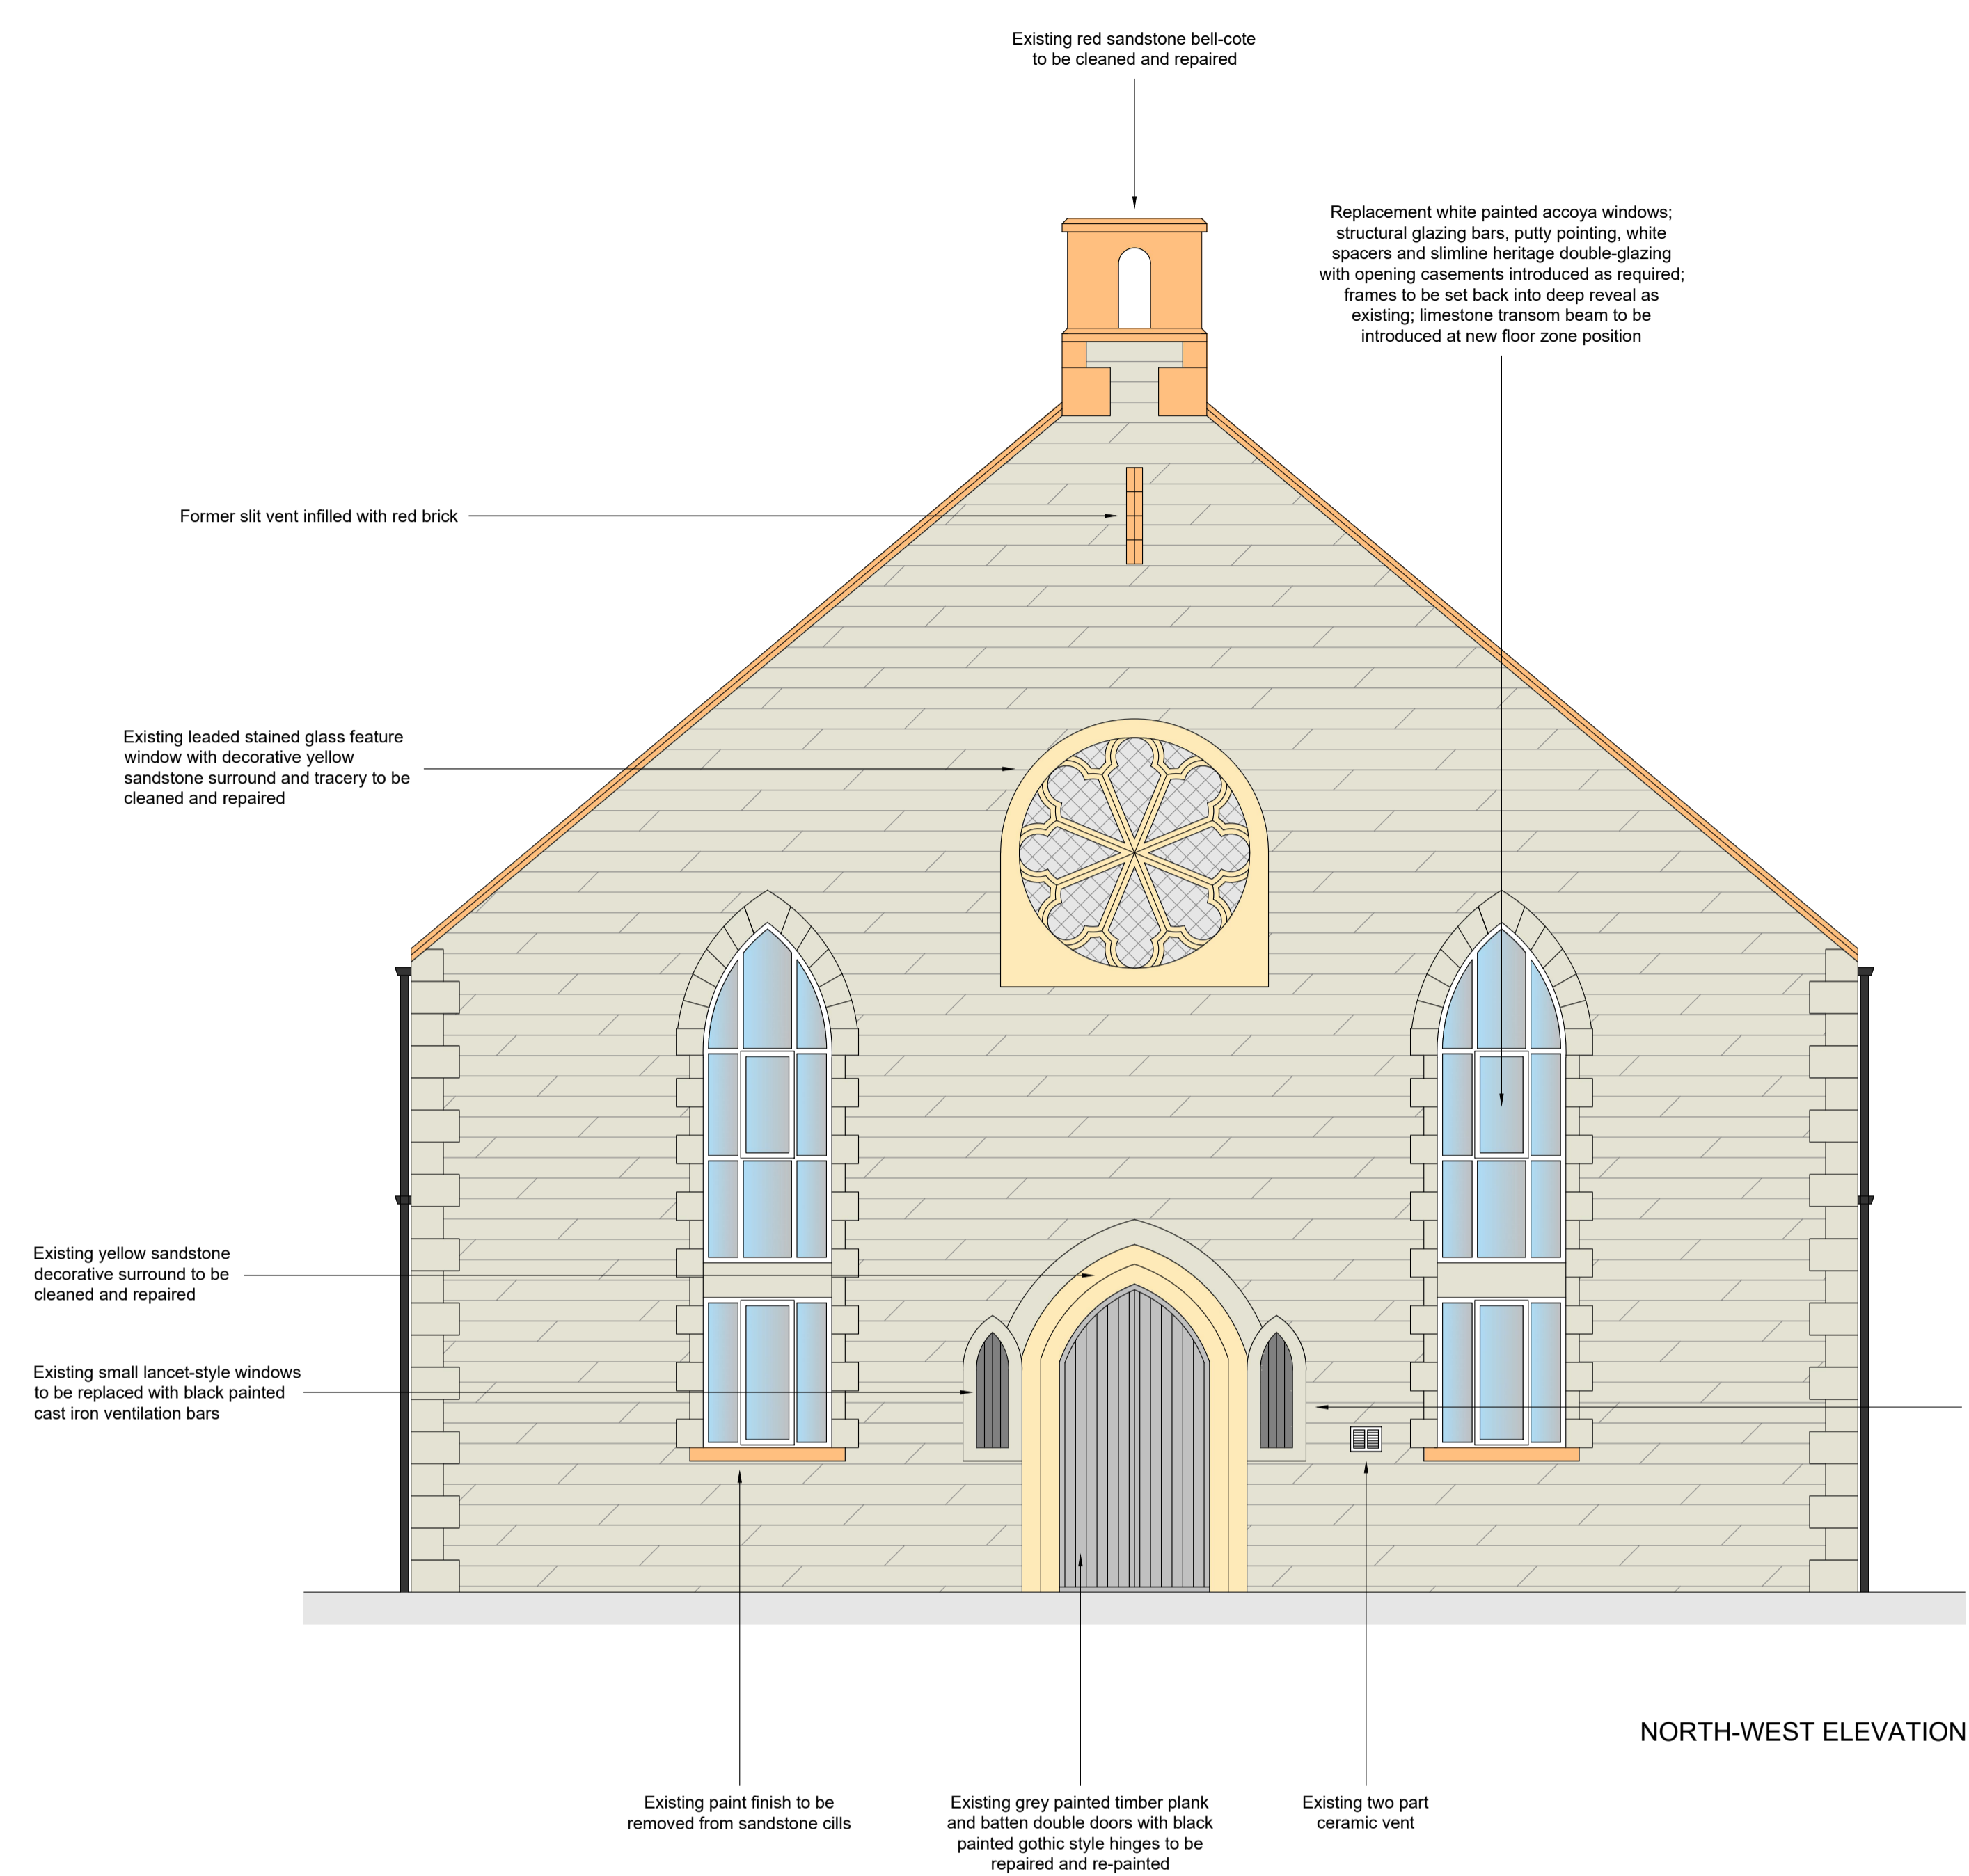 Existing red sandstone bell-cote
to be cleaned and repaired
Replacement white painted accoya windows;
structural glazing bars, putty pointing, white
spacers and slimline heritage double-glazing
with opening casements introduced as required;
frames to be set back into deep reveal as
existing; limestone transom beam to be
introduced at new floor zone position
Former slit vent infilled with red brick
Existing leaded stained glass feature
window with decorative yellow
sandstone surround and tracery to be
cleaned and repaired
Existing yellow sandstone
decorative surround to be
cleaned and repaired
Existing small lancet-style windows
to be replaced with black painted
cast iron ventilation bars
NORTH-WEST ELEVATION
Existing paint finish to be
removed from sandstone cills
Existing grey painted timber plank
and batten double doors with black
painted gothic style hinges to be
repaired and re-painted
Existing two part
ceramic vent